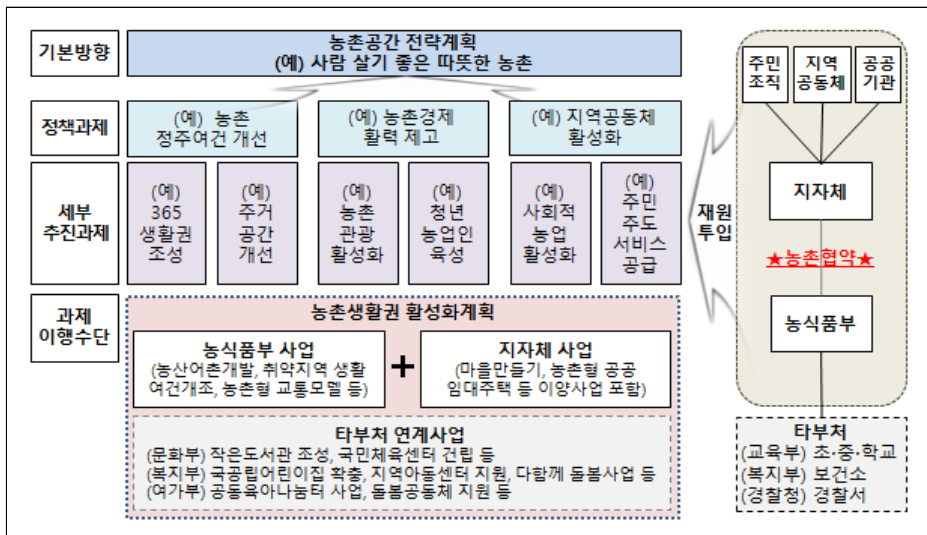 기본방향
농촌공간 전략계획
(예) 사람 살기 좋은 따뜻한 농촌
정책과제
(예) 농촌
정주여건 개선
(예) 농촌경제
활력 제고
(예) 지역공동체
활성화
세부
추진과제
(예)
365
생활권
조성
(예)
주거
공간
개선
(예)
농촌
관광
활성화
(예)
청년
농업인
육성
(예)
사회적
농업
활성화
(예)
주민
주도
서비스
공급
과제
이행수단
농촌생활권 활성화계획
농식품부 사업
(농산어촌개발, 취약지역 생활
여건개조, 농촌형 교통모델 등)
+
지자체 사업
(마을만들기, 농촌형 공공
임대주택 등 이양사업 포함)
타부처 연계사업
(문화부) 작은도서관 조성, 국민체육센터 건립 등
(복지부) 국공립어린이집 확충, 지역아동센터 지원, 다함께 돌봄사업 등
(여가부) 공동육아나눔터 사업, 돌봄공동체 지원 등
재원
투입
주민
조직
지역
공동체
공공
기관
지자체
★농촌협약★
농식품부
타부처
(교육부) 초·중·학교
(복지부) 보건소
(경찰청) 경찰서